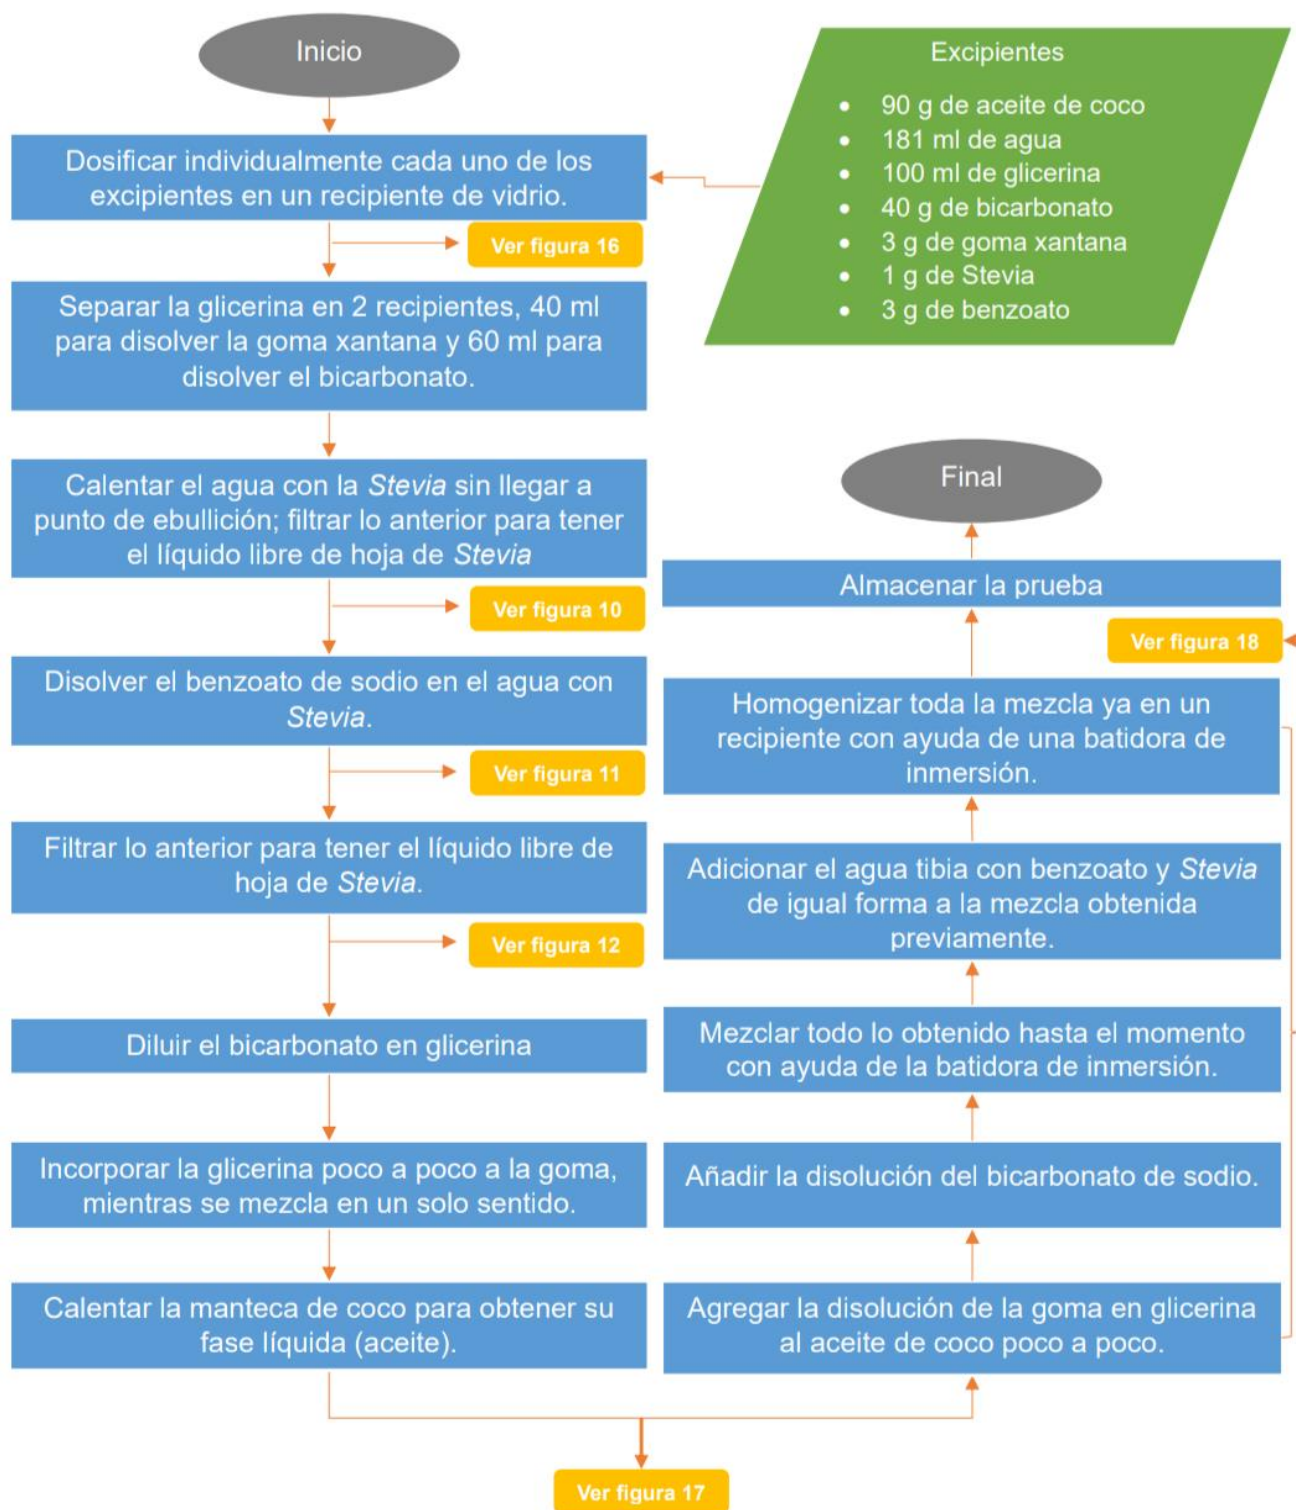 Inicio
Excipientes
• 90 g de aceite de coco
• 181 ml de agua
• 100 ml de glicerina
• 40 g de bicarbonato
• 3 g de goma xantana
• 1 g de Stevia
• 3 g de benzoato
Dosificar individualmente cada uno de los
excipientes en un recipiente de vidrio.
Ver figura 16
Separar la glicerina en 2 recipientes, 40 ml
para disolver la goma xantana y 60 ml para
disolver el bicarbonato.
Calentar el agua con la Stevia sin llegar a
punto de ebullición; filtrar lo anterior para tener
el líquido libre de hoja de Stevia
Ver figura 10
Disolver el benzoato de sodio en el agua con
Stevia.
Ver figura 11
Filtrar lo anterior para tener el líquido libre de
hoja de Stevia.
Ver figura 12
Diluir el bicarbonato en glicerina
Incorporar la glicerina poco a poco a la goma,
mientras se mezcla en un solo sentido.
Calentar la manteca de coco para obtener su
fase líquida (aceite).
Ver figura 17
Agregar la disolución de la goma en glicerina
al aceite de coco poco a poco.
Añadir la disolución del bicarbonato de sodio.
Mezclar todo lo obtenido hasta el momento
con ayuda de la batidora de inmersión.
Adicionar el agua tibia con benzoato y Stevia
de igual forma a la mezcla obtenida
previamente.
Homogenizar toda la mezcla ya en un
recipiente con ayuda de una batidora de
inmersión.
Ver figura 18
Almacenar la prueba
Final